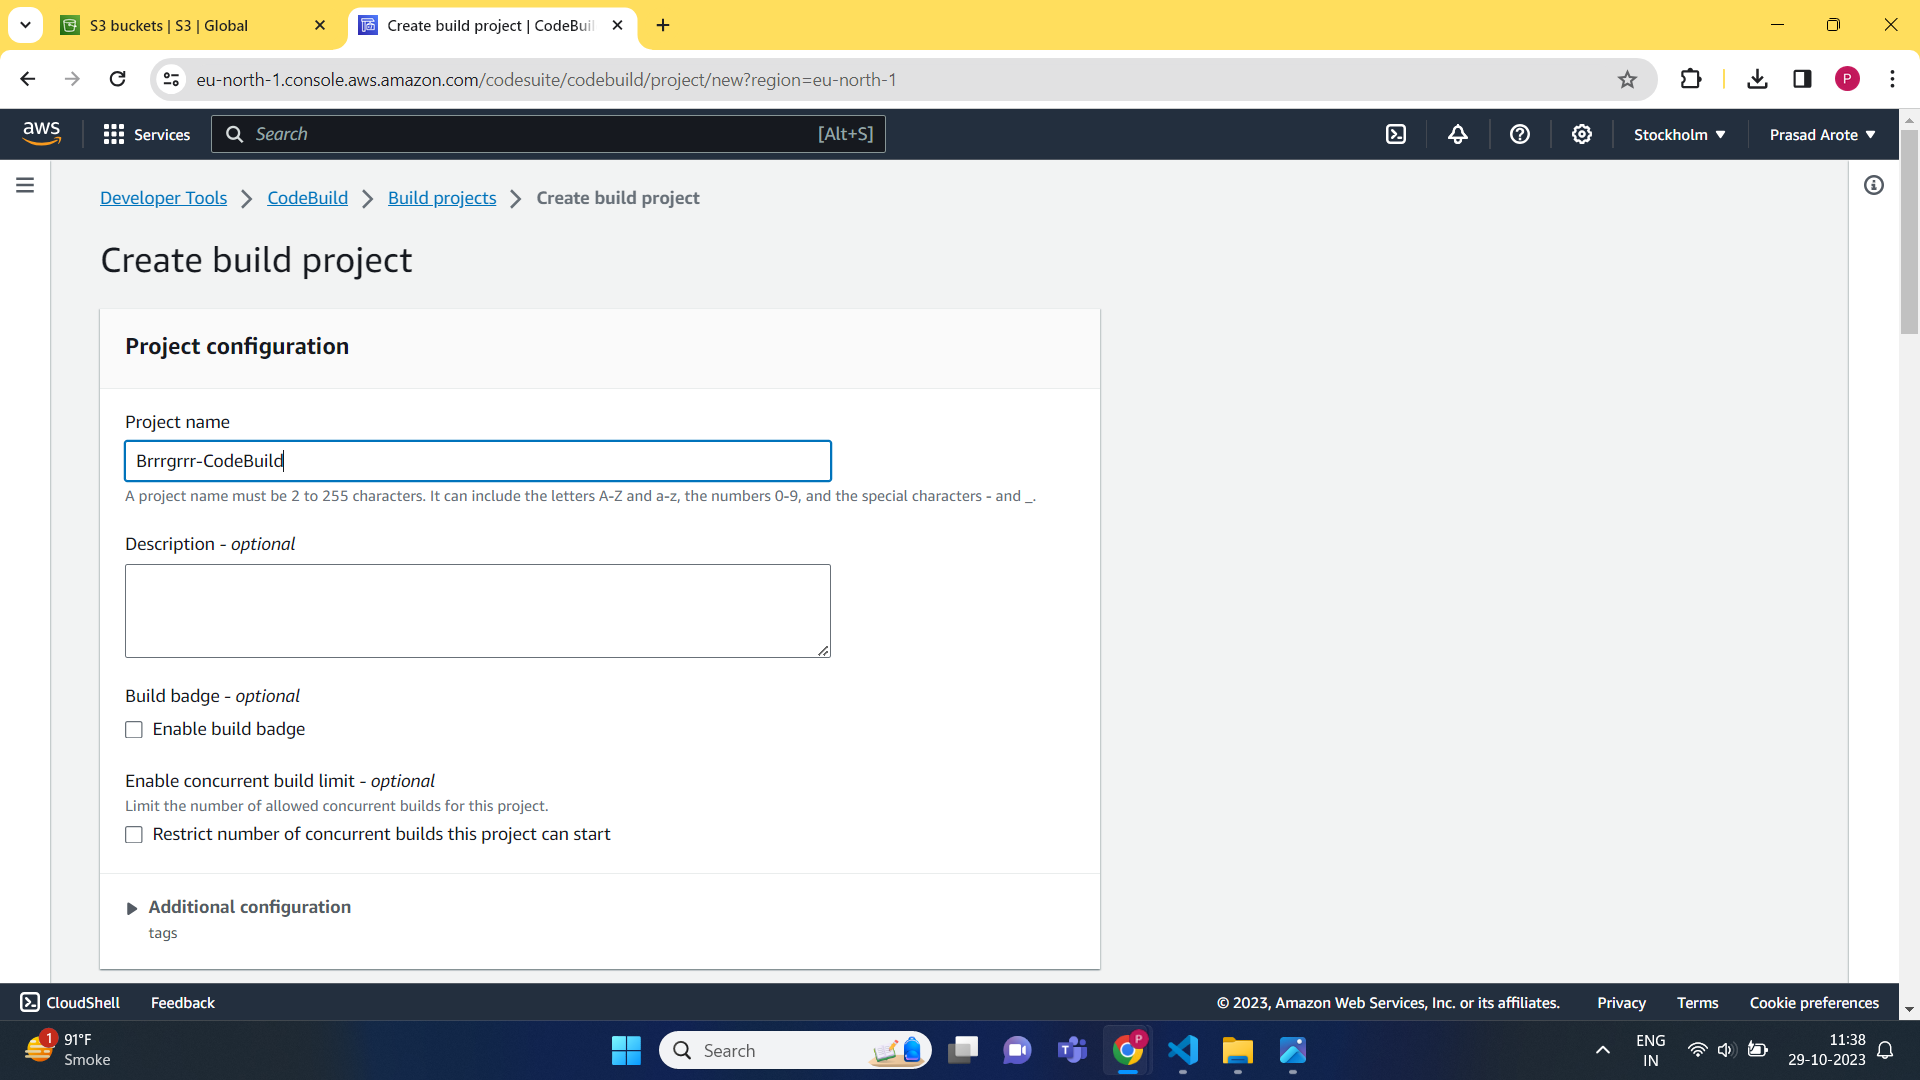 S3 buckets | S3 | Global
Create build project | CodeBuil
eu-north-1.console.aws.amazon.com/codesuite/codebuild/project/new?region=eu-north-1
P
aws
Services
Search
[Alt+S]
Stockholm
Prasad Arote
Developer Tools
CodeBuild
Build projects
Create build project
Create build project
Project configuration
Project name
Brrrgrrr-CodeBuild
A project name must be 2 to 255 characters. It can include the letters A-Z and a-z, the numbers 0-9, and the special characters - and _.
Description - optional
Build badge - optional
Enable build badge
Enable concurrent build limit - optional
Limit the number of allowed concurrent builds for this project.
Restrict number of concurrent builds this project can start
Additional configuration
tags
CloudShell
Feedback
© 2023, Amazon Web Services, Inc. or its affiliates.
Privacy
Terms
Cookie preferences
1
91°F
Smoke
Search
P
ENG
IN
11:38
29-10-2023